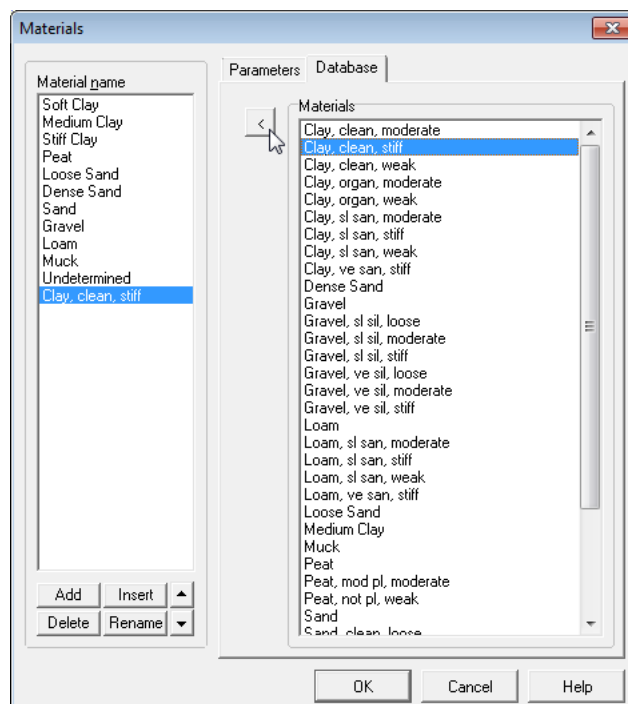 Materials
Parameters Database
Material name
Soft Clay
Medium Clay
Stiff Clay
Peat
Loose Sand
Dense Sand
Sand
Gravel
Loam
Muck
Undetermined
Clay, clean, stiff
Add Insert
Delete Rename
<
Materials
Clay, clean, moderate
Clay, clean, stiff
Clay, clean, weak
Clay, organ, moderate
Clay, organ, weak
Clay, sl san, moderate
Clay, sl san, stiff
Clay, sl san, weak
Clay, ve san, stiff
Dense Sand
Gravel
Gravel, sl sil, loose
Gravel, sl sil, moderate
Gravel, sl sil, stiff
Gravel, ve sil, loose
Gravel, ve sil, moderate
Gravel, ve sil, stiff
Loam
Loam, sl san, moderate
Loam, sl san, stiff
Loam, sl san, weak
Loam, ve san, stiff
Loose Sand
Medium Clay
Muck
Peat
Peat, mod pl, moderate
Peat, not pl, weak
Sand
Sand, clean, loose
OK Cancel Help